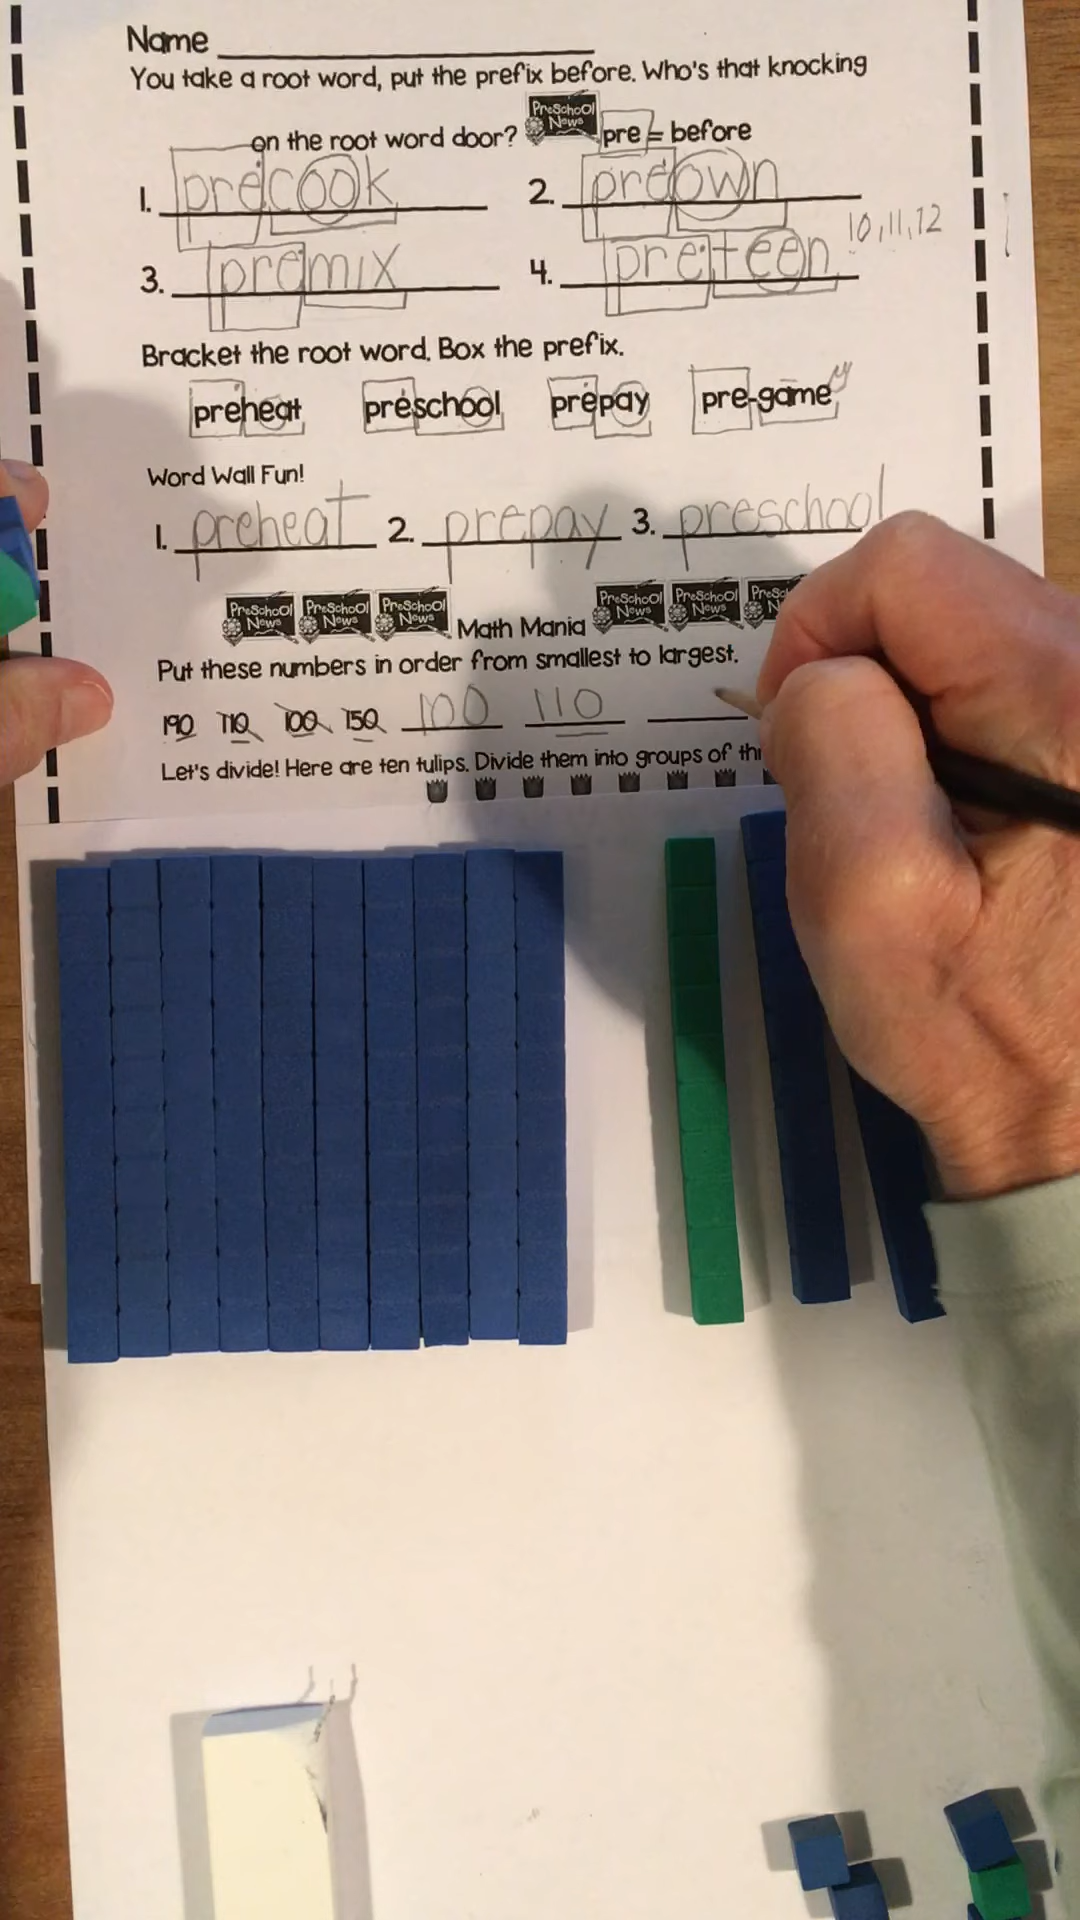 Name
You take a root word, put the prefix before. Who's that knocking
on the root word door? PreSchool News pre = before
1. precook 2. preown
10, 11, 12
3. premix 4. preteen
Bracket the root word. Box the prefix.
preheat preschool prepay pre-game
Word Wall Fun!
1. preheat 2. prepay 3. preschool
PreSchool News PreSchool News PreSchool News Math Mania PreSchool News PreSchool News
Put these numbers in order from smallest to largest.
190 110 100 150 100 110
Let's divide! Here are ten tulips. Divide them into groups of